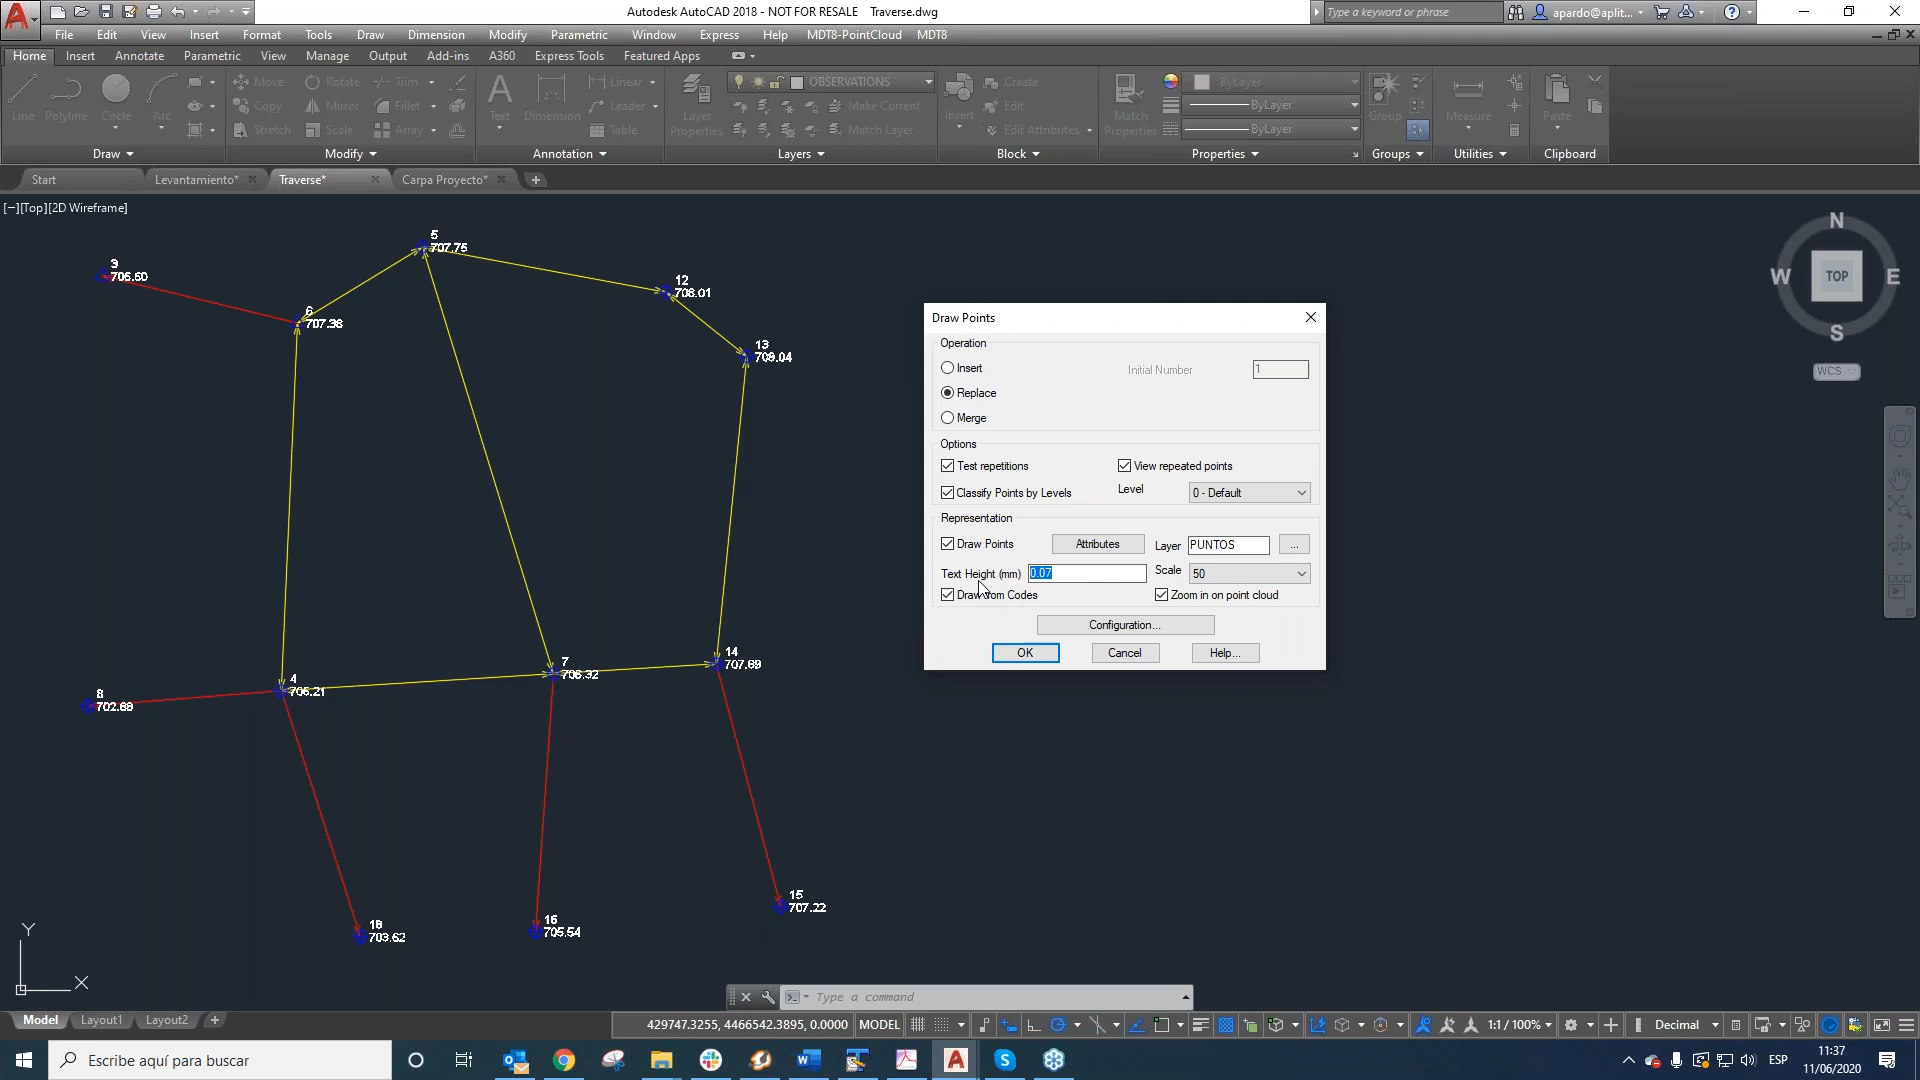 Autodesk AutoCAD 2018 - NOT FOR RESALE Traverse.dwg
Type a keyword or phrase
apardo@aplit...
File Edit View Insert Format Tools Draw Dimension Modify Parametric Window Express Help MDT8-PointCloud MDT8
Home Insert Annotate Parametric View Manage Output Add-ins A360 Express Tools Featured Apps
Line Polyline Circle Arc
Move Rotate Trim
Copy Mirror Fillet
Stretch Scale Array
Text Dimension
Linear
Leader
Table
Layer Properties
OBSERVATIONS
Make Current
Match Layer
Insert
Create
Edit
Edit Attributes
Match Properties
ByLayer
ByLayer
ByLayer
Group
Measure
Paste
Draw Modify Annotation Layers Block Properties Groups Utilities Clipboard
Start Levantamiento* Traverse* Carpa Proyecto*
[−][Top][2D Wireframe]
N
W TOP E
S
WCS
5
707.75
3
706.60
12
708.01
6
707.38
13
709.04
14
707.69
7
706.32
4
705.21
8
702.68
15
707.22
16
705.54
18
703.62
Y
X
Draw Points
Operation
Insert
Initial Number 1
Replace
Merge
Options
Test repetitions
View repeated points
Classify Points by Levels
Level 0 - Default
Representation
Draw Points
Attributes
Layer PUNTOS ...
Text Height (mm) 0.07
Scale 50
Zoom in on point cloud
Configuration...
OK Cancel Help...
Type a command
Model Layout1 Layout2
429747.3255, 4466542.3895, 0.0000 MODEL
1:1 / 100%
Decimal
Escribe aquí para buscar
ESP
11:37
11/06/2020